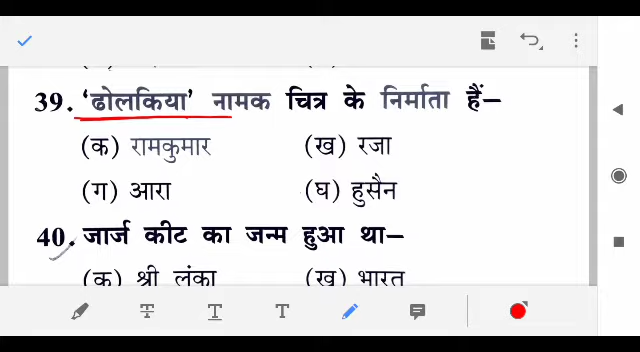 39. ‘ढोलकिया’ नामक चित्र के निर्माता हैं–
(क) रामकुमार (ख) रजा
(ग) आरा (घ) हुसैन
40. जार्ज कीट का जन्म हुआ था–
(क) श्री लंका (ख) भारत